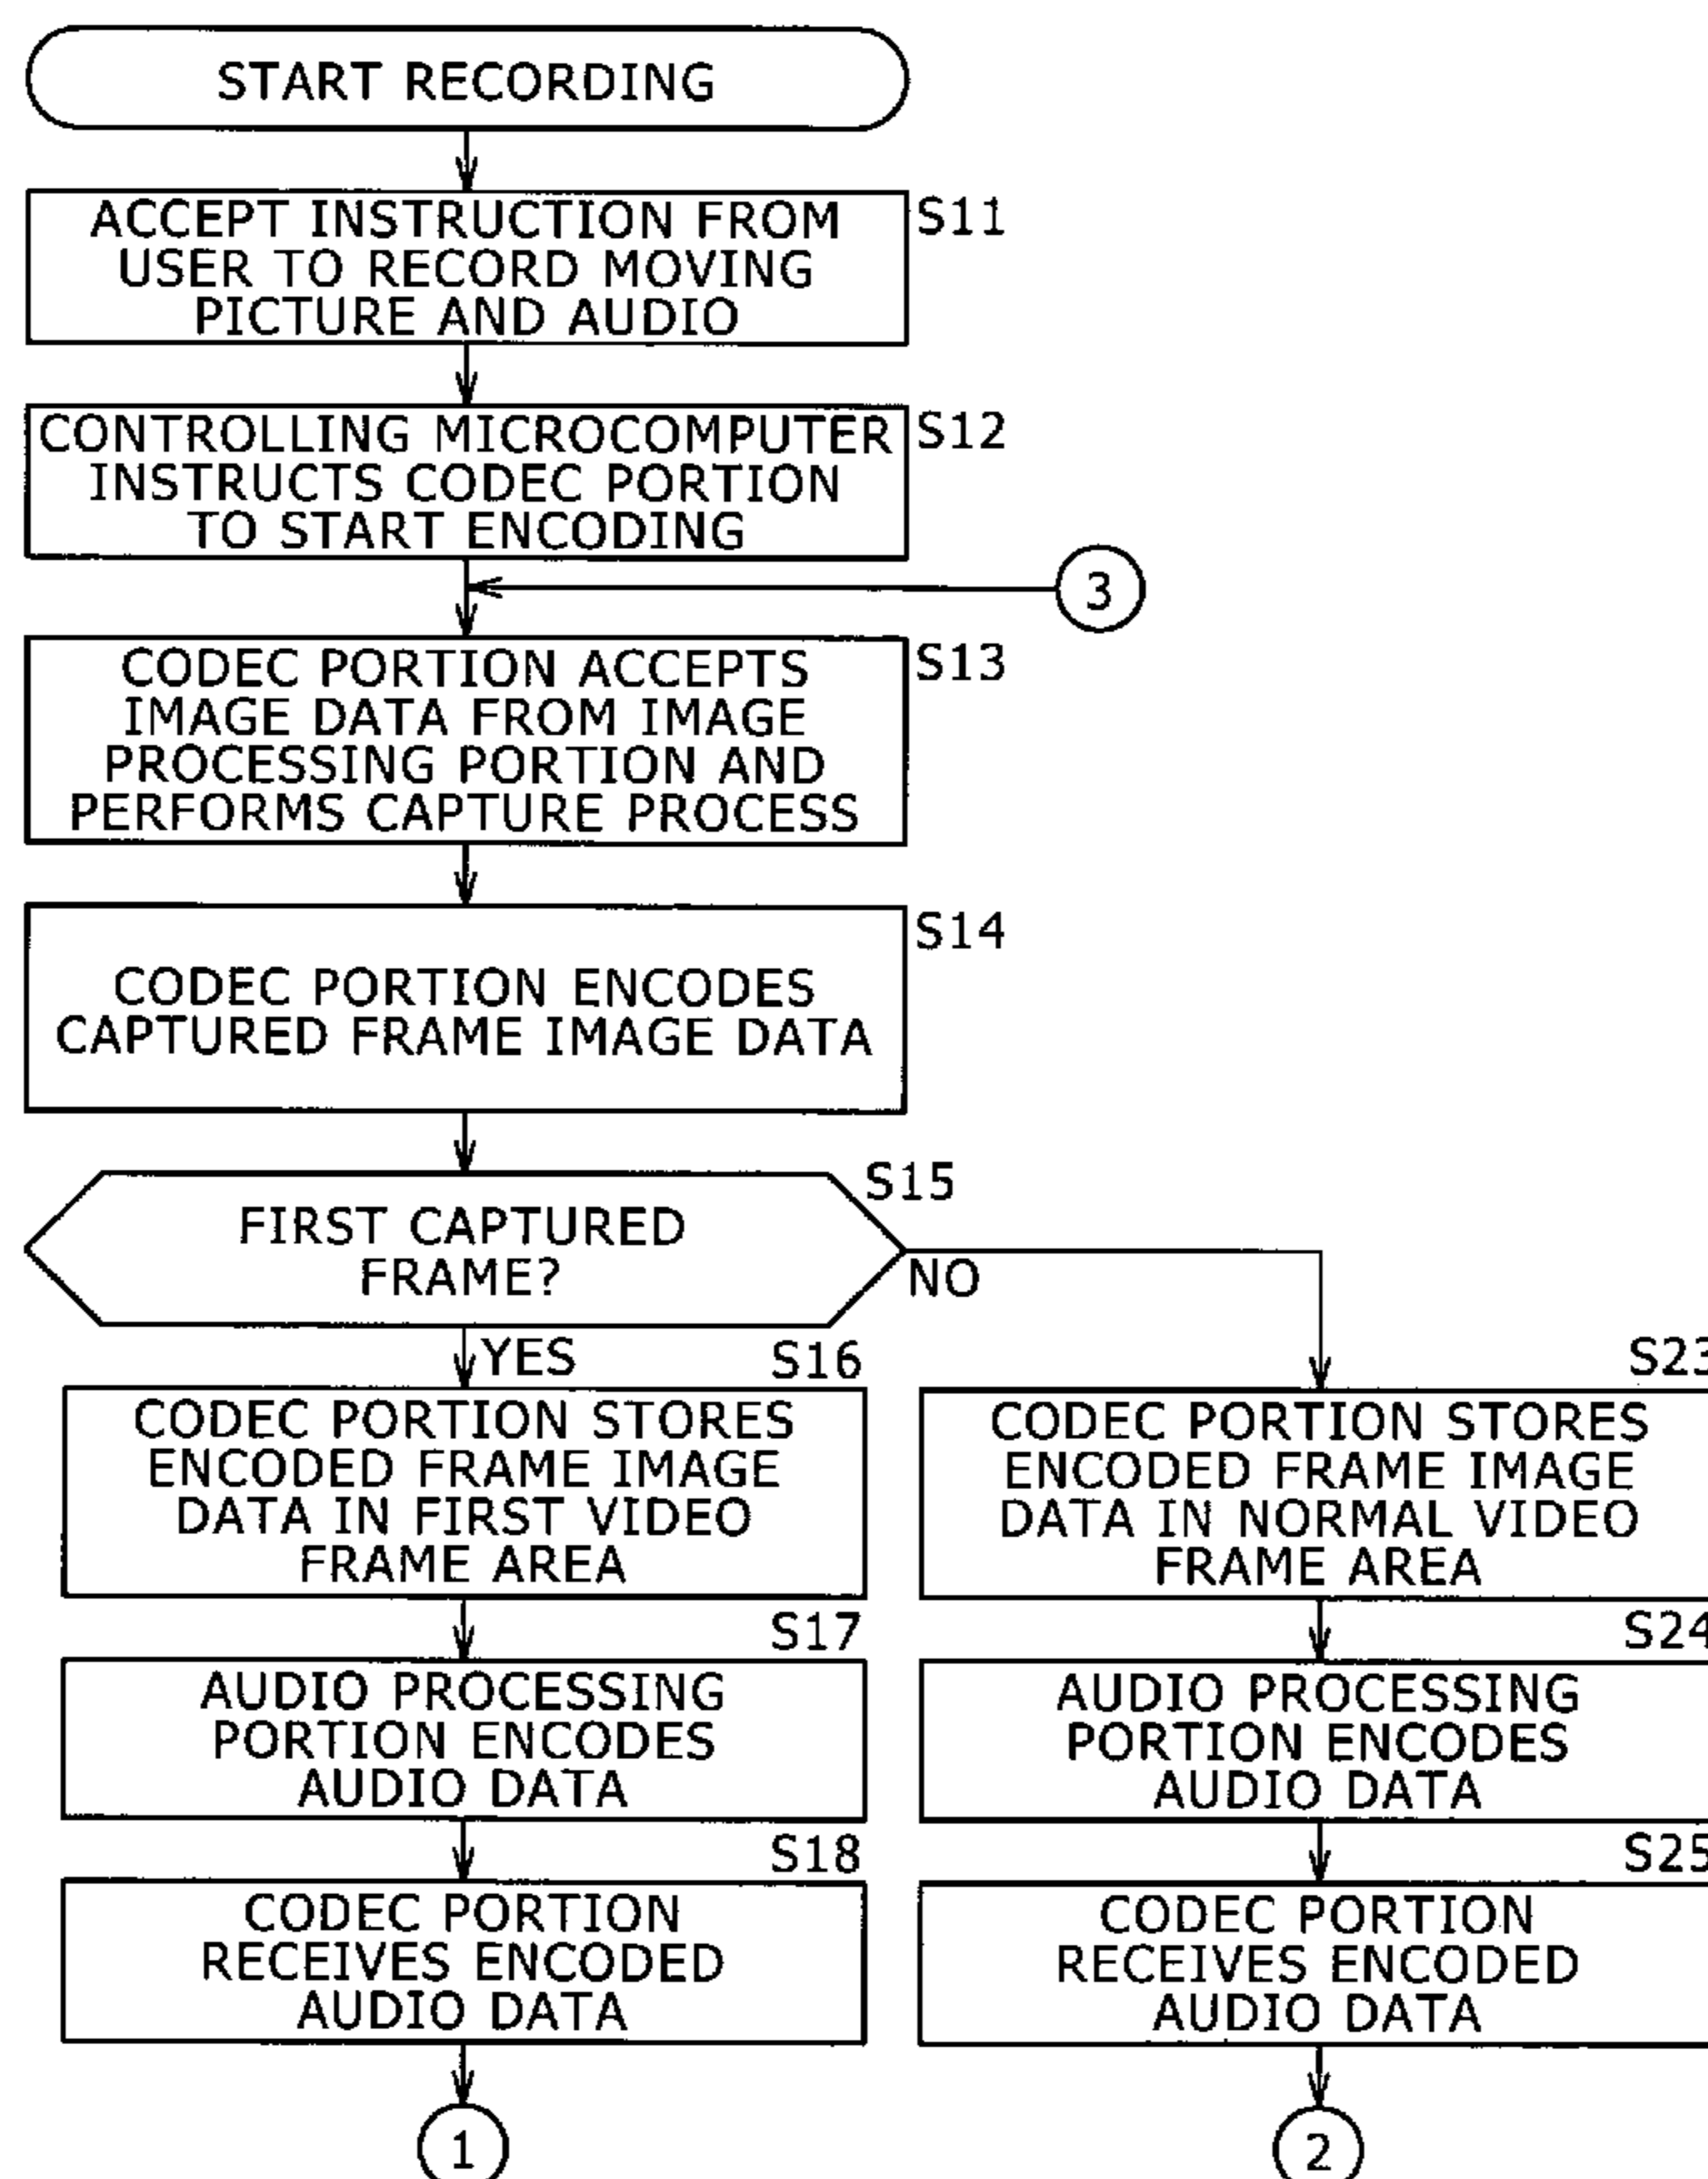 START RECORDING
ACCEPT INSTRUCTION FROM
USER TO RECORD MOVING
PICTURE AND AUDIO
S11
CONTROLLING MICROCOMPUTER
INSTRUCTS CODEC PORTION
TO START ENCODING
S12
3
CODEC PORTION ACCEPTS
IMAGE DATA FROM IMAGE
PROCESSING PORTION AND
PERFORMS CAPTURE PROCESS
S13
CODEC PORTION ENCODES
CAPTURED FRAME IMAGE DATA
S14
FIRST CAPTURED
FRAME?
S15
NO
YES
S16
CODEC PORTION STORES
ENCODED FRAME IMAGE
DATA IN FIRST VIDEO
FRAME AREA
S17
AUDIO PROCESSING
PORTION ENCODES
AUDIO DATA
S18
CODEC PORTION
RECEIVES ENCODED
AUDIO DATA
1
S23
CODEC PORTION STORES
ENCODED FRAME IMAGE
DATA IN NORMAL VIDEO
FRAME AREA
S24
AUDIO PROCESSING
PORTION ENCODES
AUDIO DATA
S25
CODEC PORTION
RECEIVES ENCODED
AUDIO DATA
2